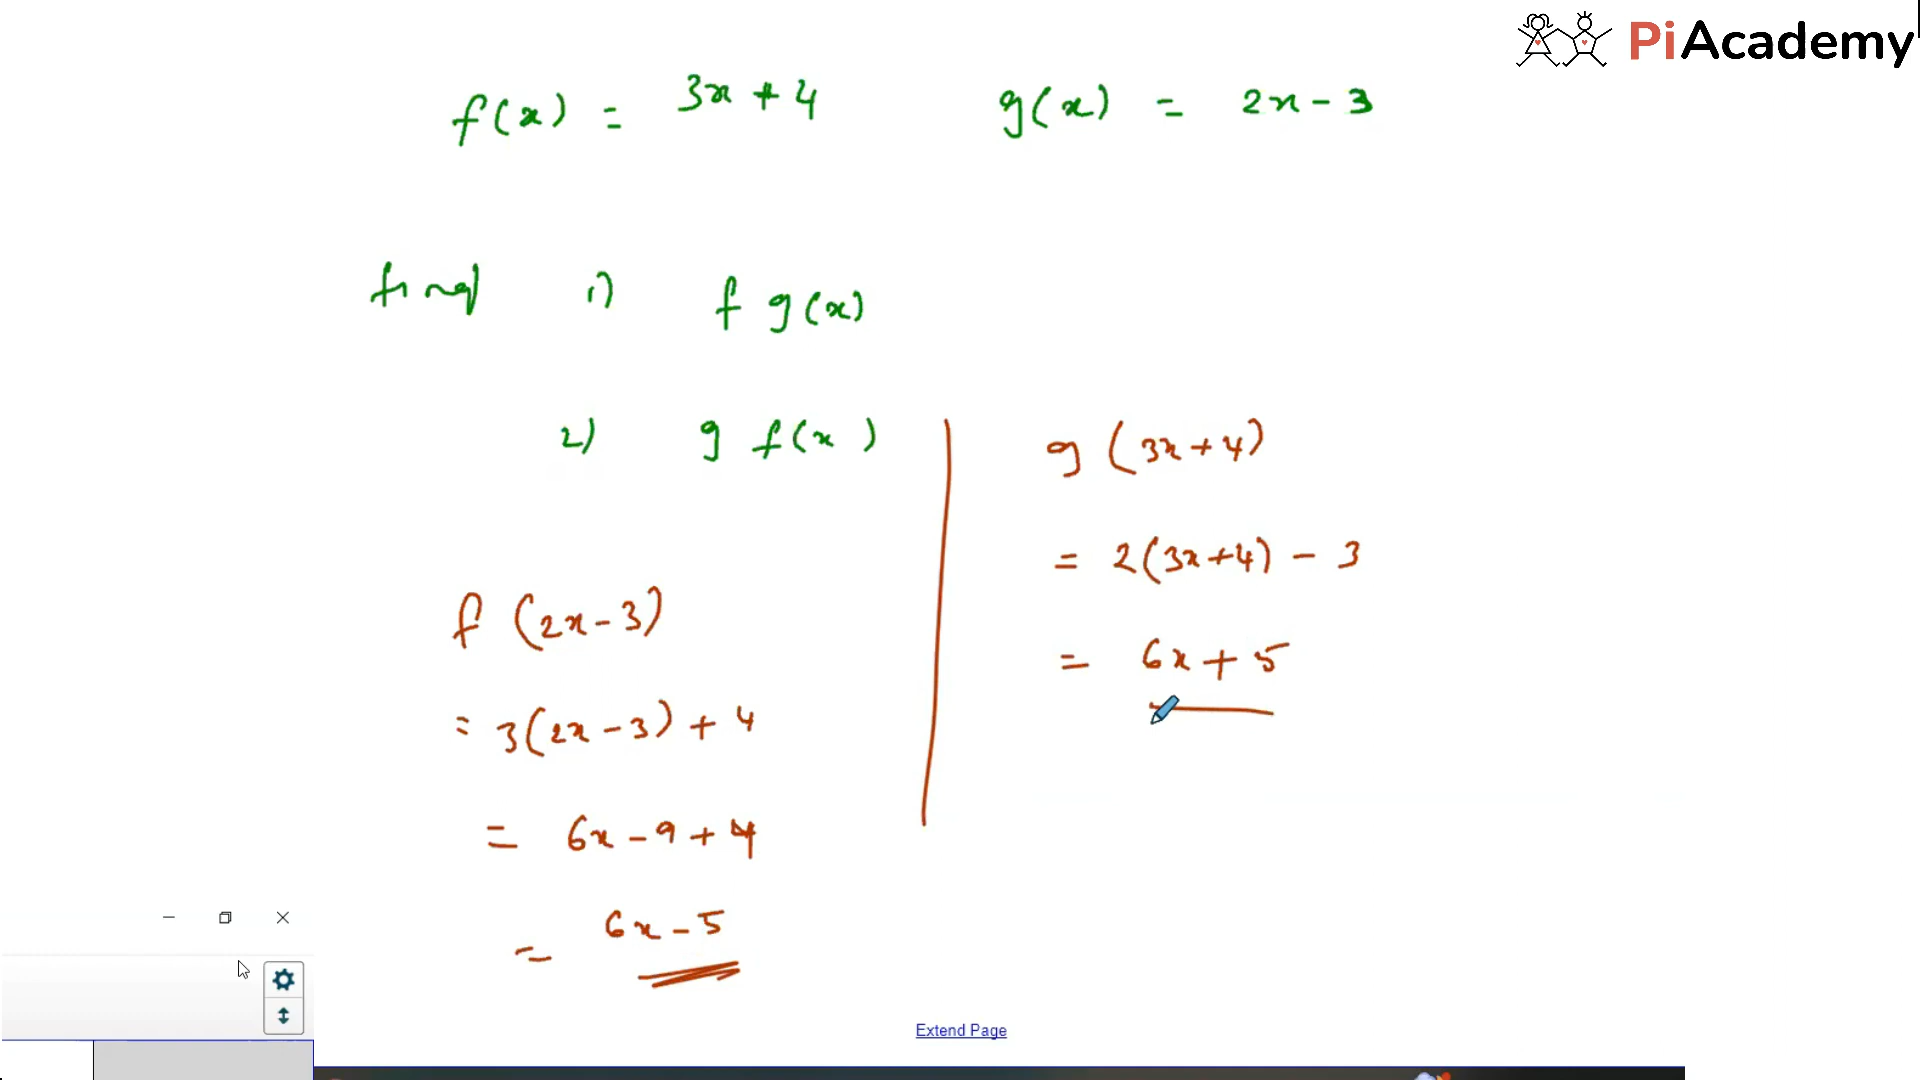 PiAcademy
f(x) = 3x + 4
g(x) = 2x - 3
find 1) f g(x)
2) g f(x)
f (2x-3)
= 3(2x-3) + 4
= 6x - 9 + 4
= 6x - 5
g (3x+4)
= 2(3x+4) - 3
= 6x + 5
Extend Page